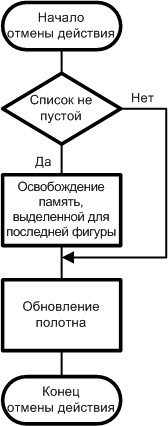 Начало
отмены действия
Список не
пустой
Нет
Да
Освобождение
память,
выделенной для
последней фигуры
Обновление
полотна
Конец
отмены действия